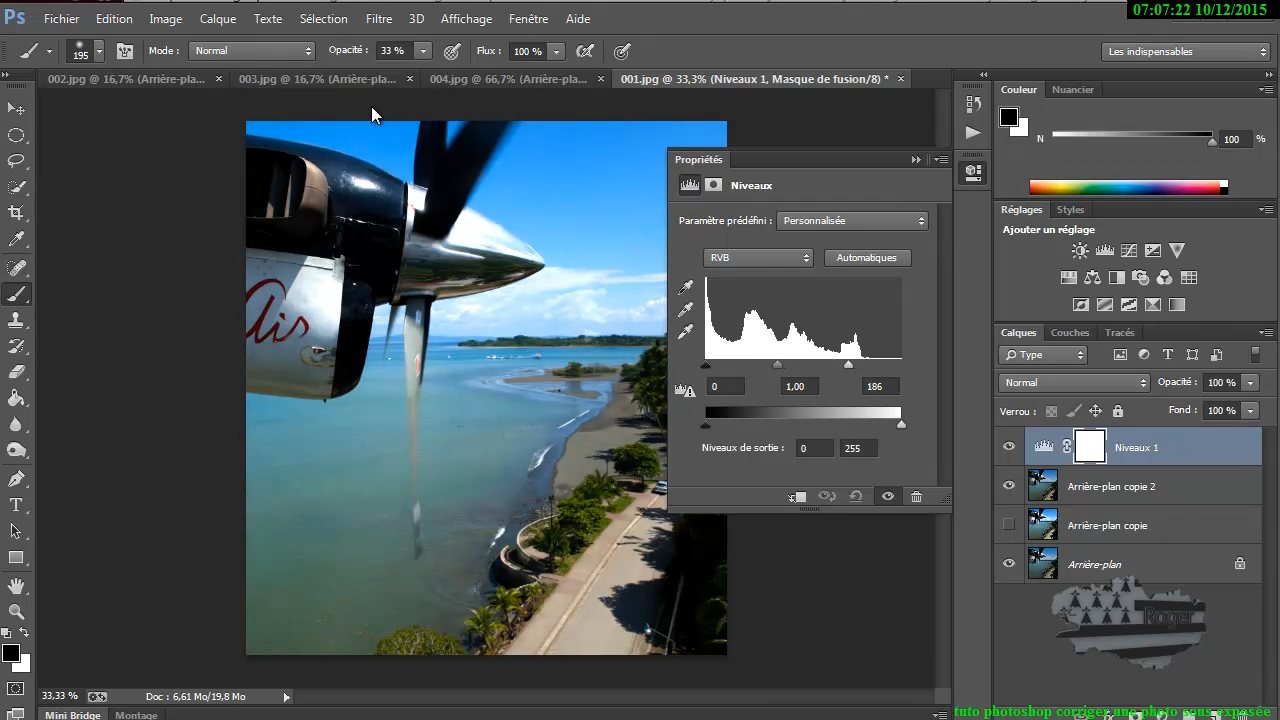 07:07:22 10/12/2015
Ps Fichier Edition Image Calque Texte Sélection Filtre 3D Affichage Fenêtre Aide
195 Mode : Normal Opacité : 33 % Flux : 100 % Les indispensables
002.jpg @ 16,7% (Arrière-pla... × 003.jpg @ 16,7% (Arrière-pla... × 004.jpg @ 66,7% (Arrière-pla... × 001.jpg @ 33,3% (Niveaux 1, Masque de fusion/8) * ×
Couleur Nuancier
N 100 %
Propriétés
Niveaux
Paramètre prédéfini : Personnalisée
RVB Automatiques
0 1,00 186
Niveaux de sortie : 0 255
Réglages Styles
Ajouter un réglage
Calques Couches Tracés
Type
Normal Opacité : 100 %
Verrou : Fond : 100 %
Niveaux 1
Arrière-plan copie 2
Arrière-plan copie
Arrière-plan
Air
Roger
33,33 % Doc : 6,61 Mo/19,8 Mo
Mini Bridge Montage
tuto photoshop corriger une photo sous exposée